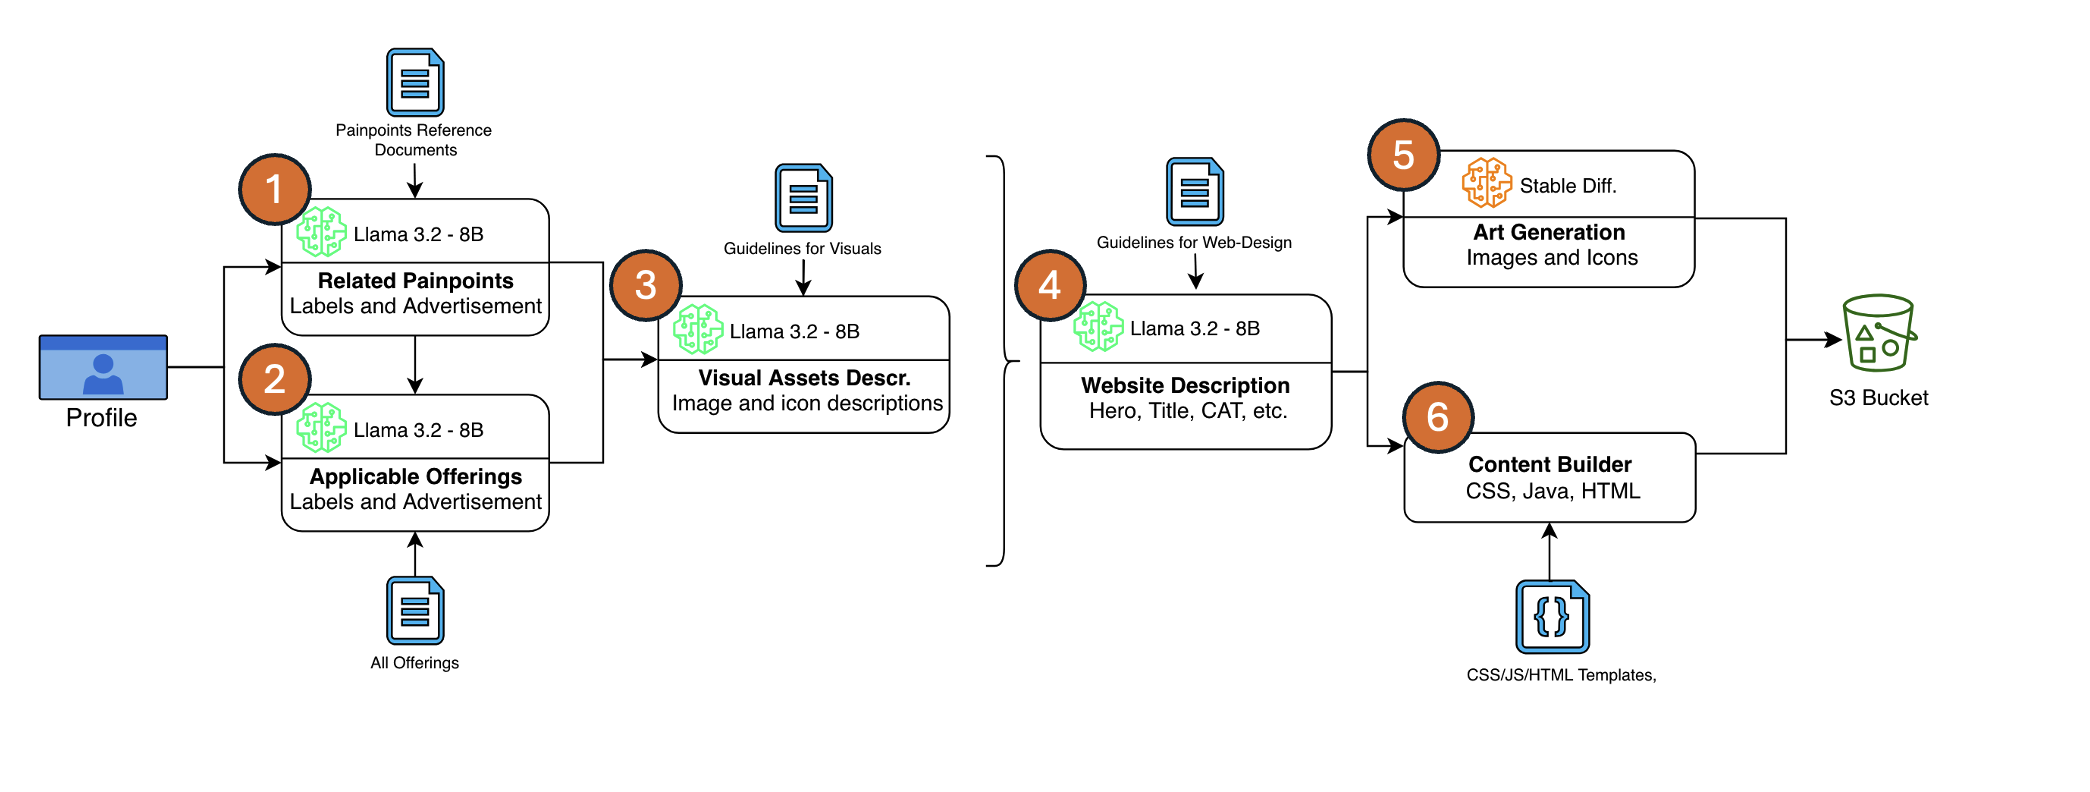 Painpoints Reference
Documents
1
Llama 3.2 - 8B
Related Painpoints
Labels and Advertisement
Profile
2
Llama 3.2 - 8B
Applicable Offerings
Labels and Advertisement
All Offerings
Guidelines for Visuals
3
Llama 3.2 - 8B
Visual Assets Descr.
Image and icon descriptions
Guidelines for Web-Design
4
Llama 3.2 - 8B
Website Description
Hero, Title, CAT, etc.
5
Stable Diff.
Art Generation
Images and Icons
6
Content Builder
CSS, Java, HTML
{}
CSS/JS/HTML Templates,
S3 Bucket